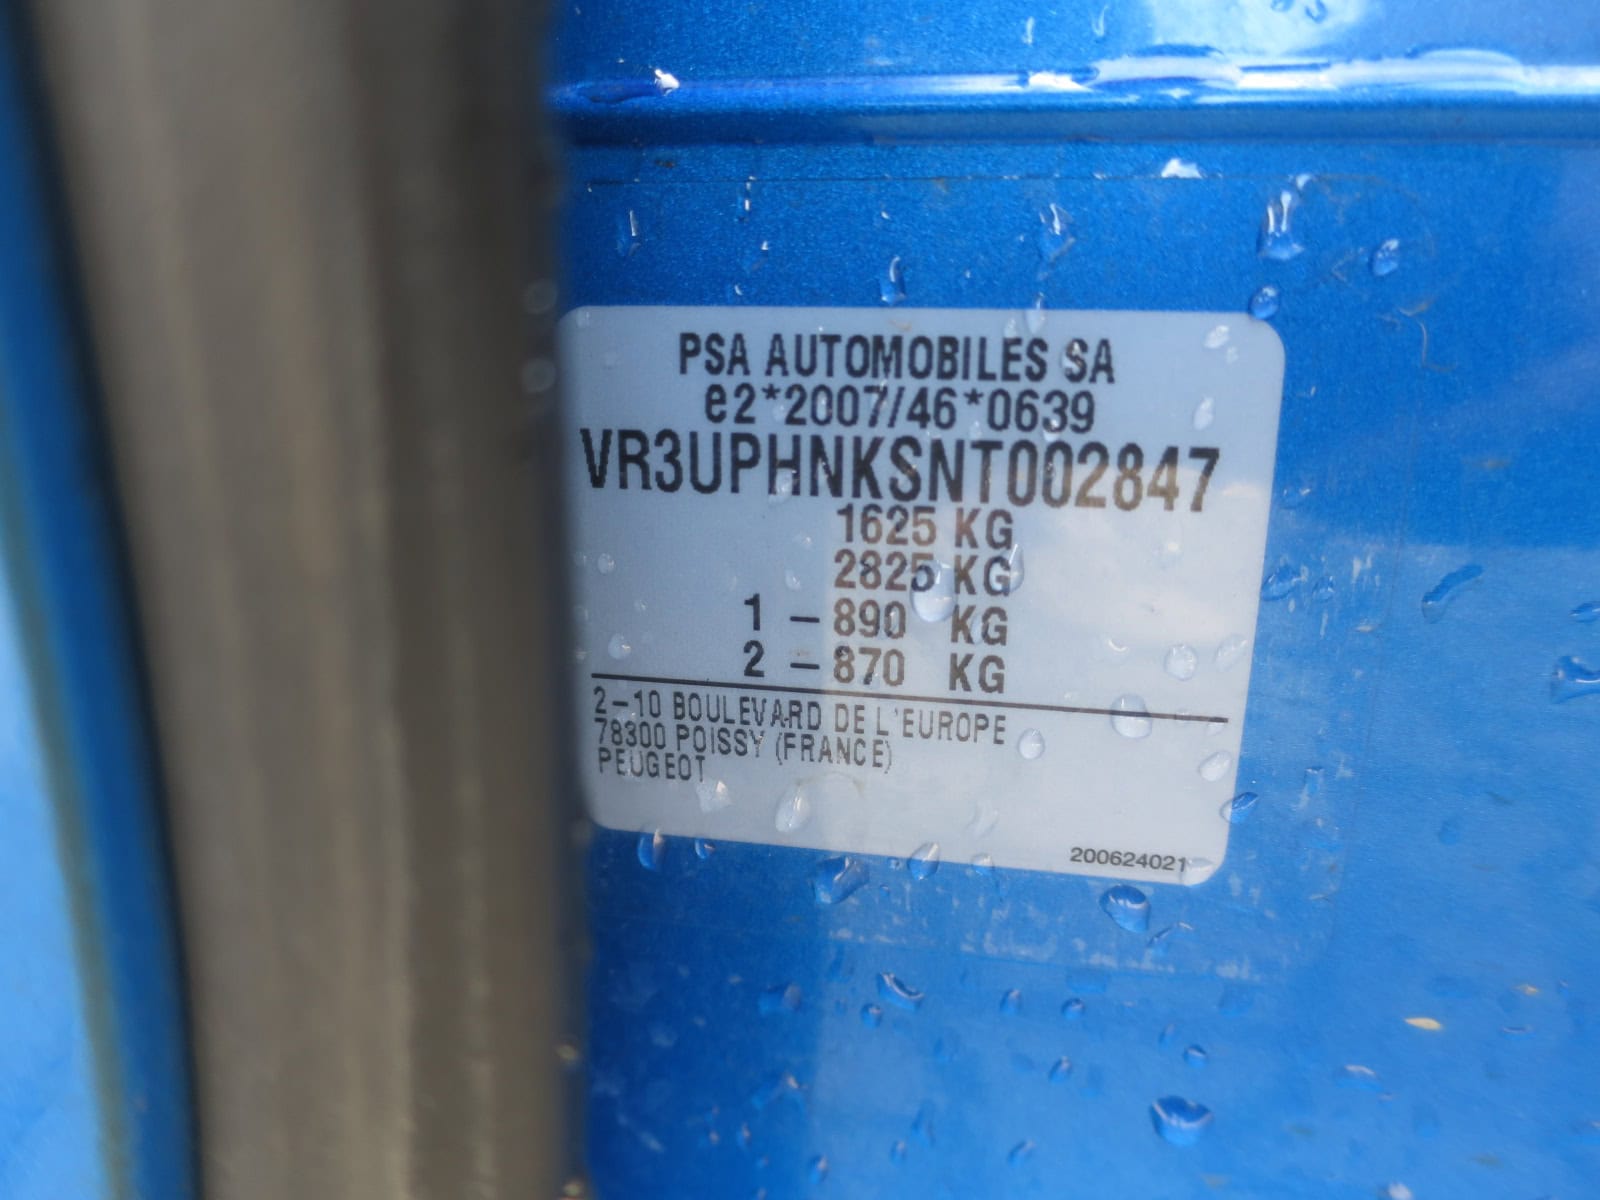 PSA AUTOMOBILES SA
e2*2007/46*0639
VR3UPHNKSNT002847
1625 KG
2825 KG
1 – 890 KG
2 – 870 KG
2–10 BOULEVARD DE L'EUROPE
78300 POISSY (FRANCE)
PEUGEOT
200624021